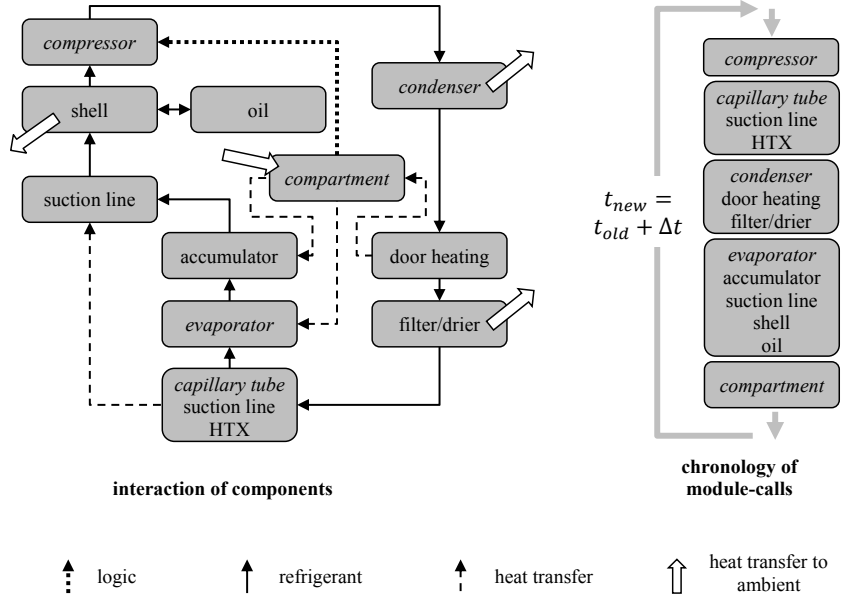 compressor
condenser
shell
oil
compartment
suction line
accumulator
door heating
evaporator
filter/drier
capillary tube
suction line
HTX
interaction of components
compressor
capillary tube
suction line
HTX
condenser
door heating
filter/drier
evaporator
accumulator
suction line
shell
oil
compartment
t_new =
t_old + Δt
chronology of
module-calls
logic
refrigerant
heat transfer
heat transfer to
ambient